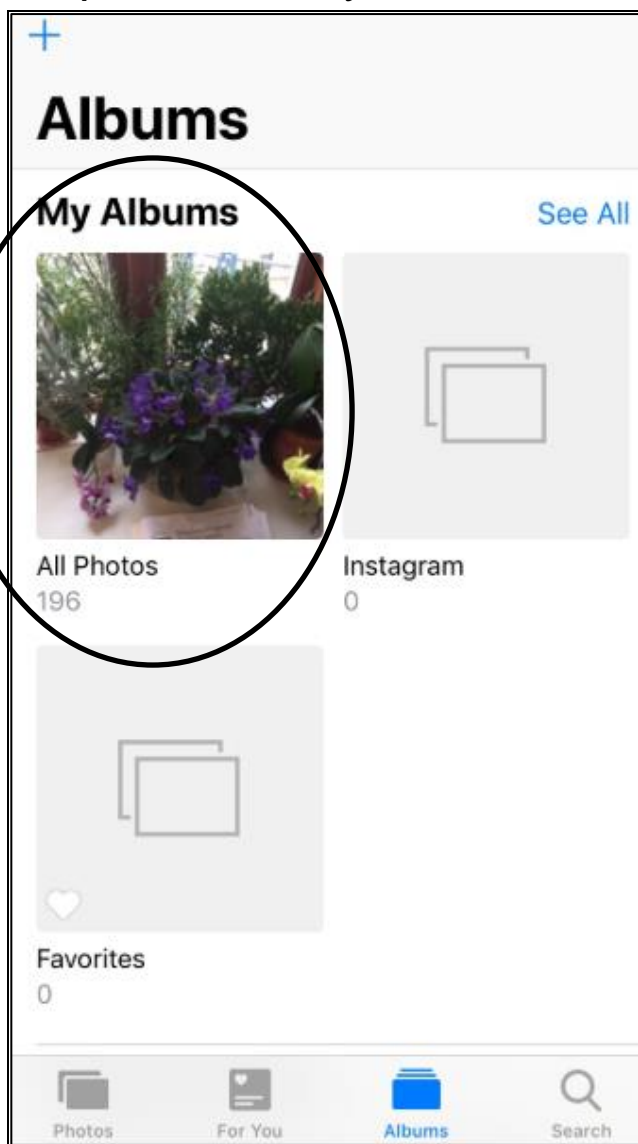 Albums
My Albums
See All
All Photos
196
Instagram
0
Favorites
0
Photos
For You
Albums
Search